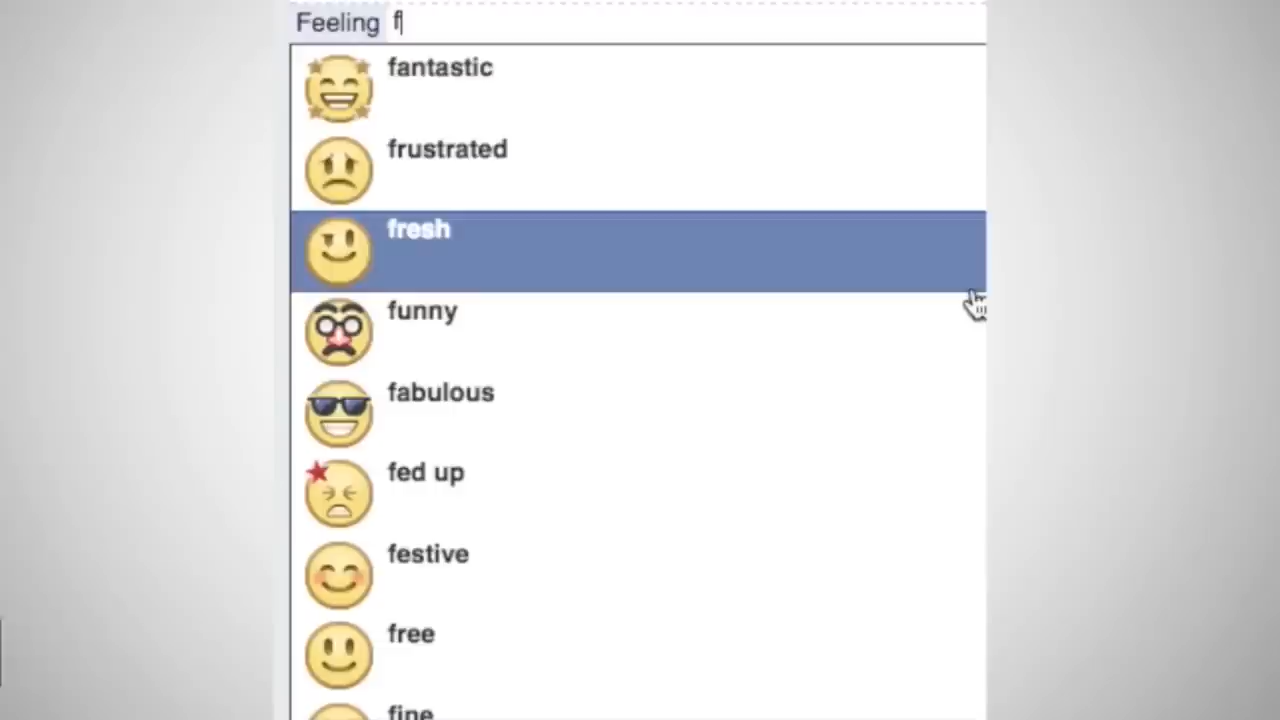 Feeling f
fantastic
frustrated
fresh
funny
fabulous
fed up
festive
free
fine